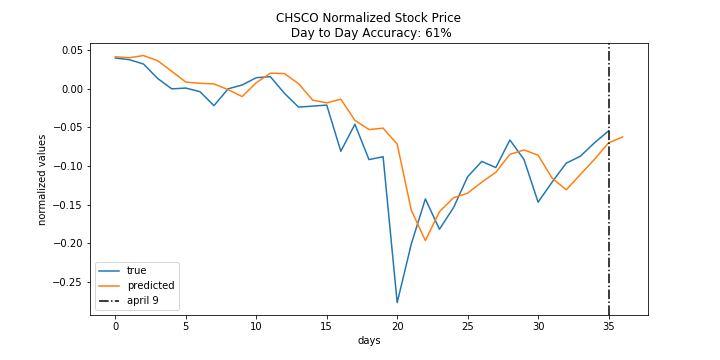 CHSCO Normalized Stock Price
Day to Day Accuracy: 61%
normalized values
0.05
0.00
−0.05
−0.10
−0.15
−0.20
−0.25
true
predicted
april 9
0 5 10 15 20 25 30 35
days